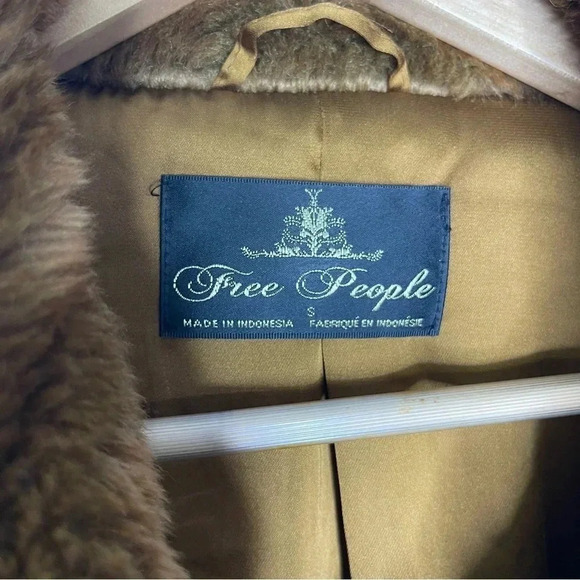 Free People
S
MADE IN INDONESIA FABRIQUÉ EN INDONÉSIE